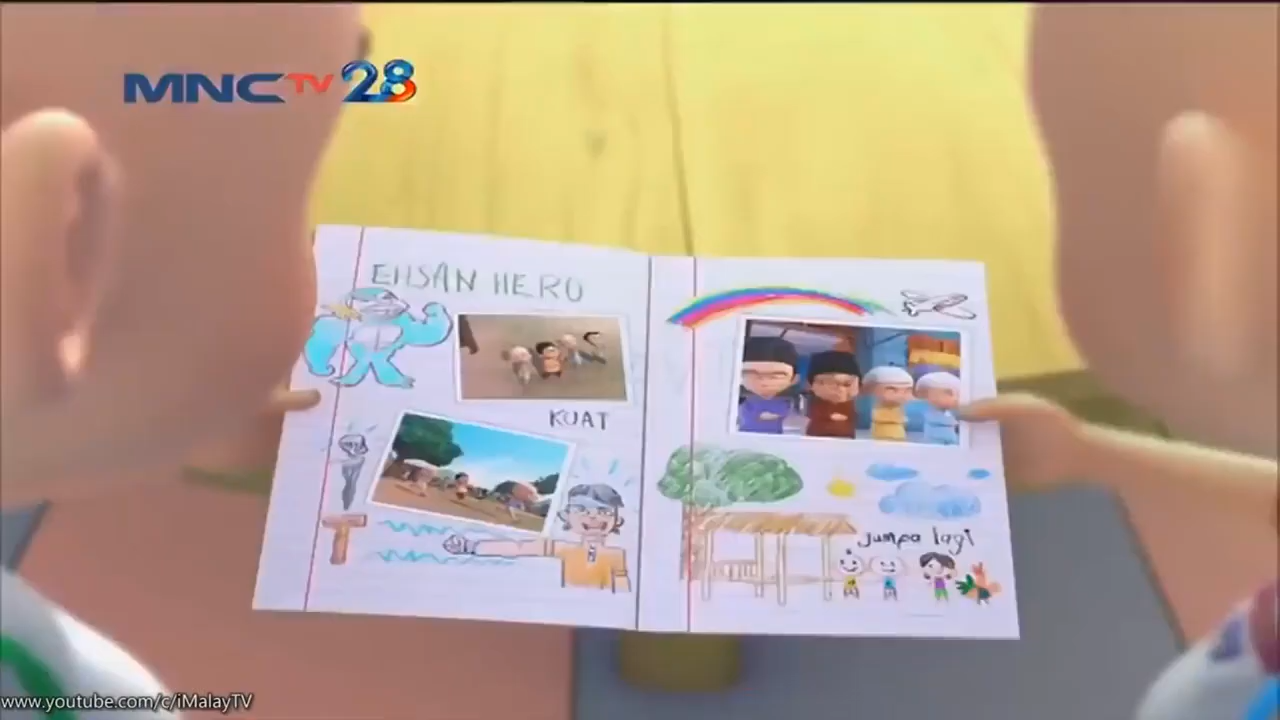 MNCTV 28
EHSAN HERO
KUAT
Jumpa lagi
www.youtube.com/c/iMalayTV